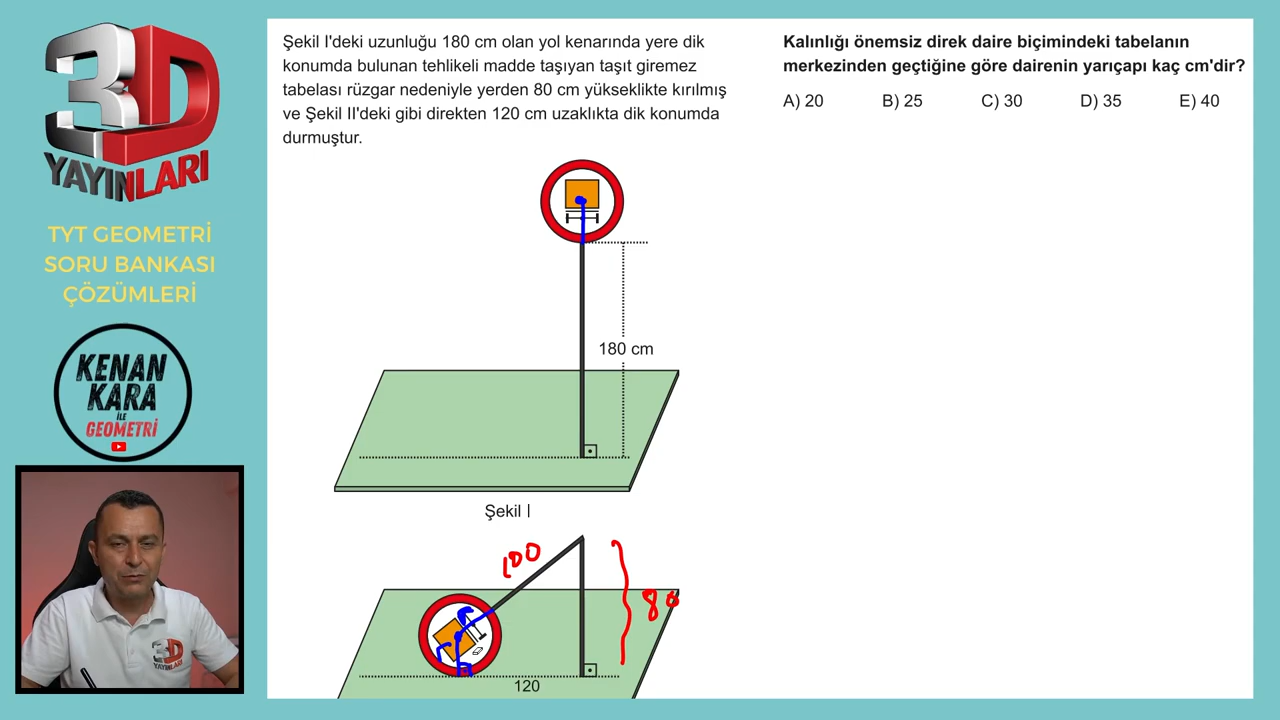 3D
YAYINLARI
TYT GEOMETRİ
SORU BANKASI
ÇÖZÜMLERİ
KENAN
KARA
İLE
GEOMETRİ
3D
YAYINLARI
Şekil I'deki uzunluğu 180 cm olan yol kenarında yere dik
konumda bulunan tehlikeli madde taşıyan taşıt giremez
tabelası rüzgar nedeniyle yerden 80 cm yükseklikte kırılmış
ve Şekil II'deki gibi direkten 120 cm uzaklıkta dik konumda
durmuştur.
180 cm
Şekil I
100
80
120
Kalınlığı önemsiz direk daire biçimindeki tabelanın
merkezinden geçtiğine göre dairenin yarıçapı kaç cm'dir?
A) 20 B) 25 C) 30 D) 35 E) 40